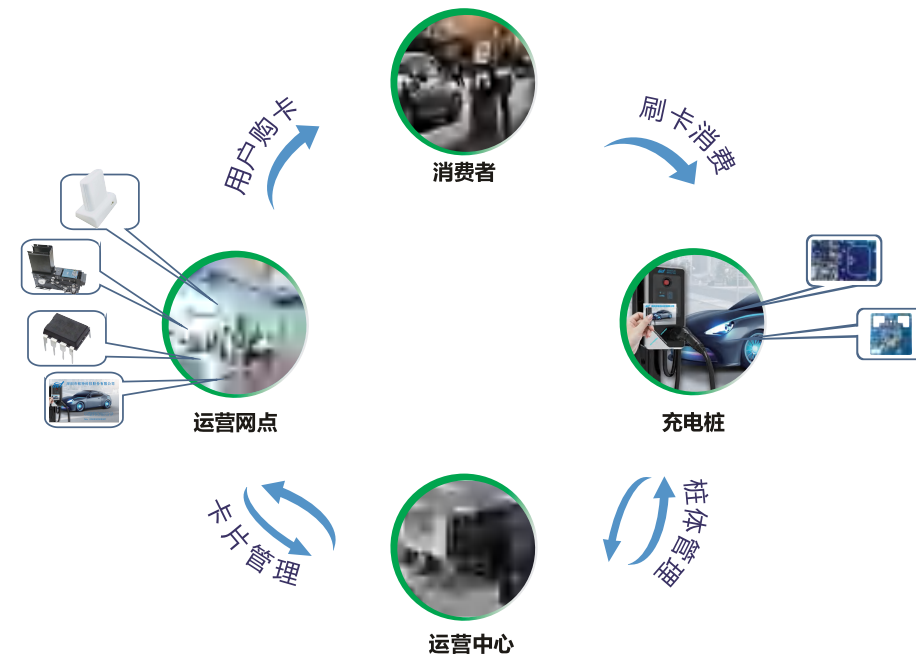 消费者
用户购卡
刷卡消费
运营网点
充电桩
卡片管理
桩体管理
运营中心